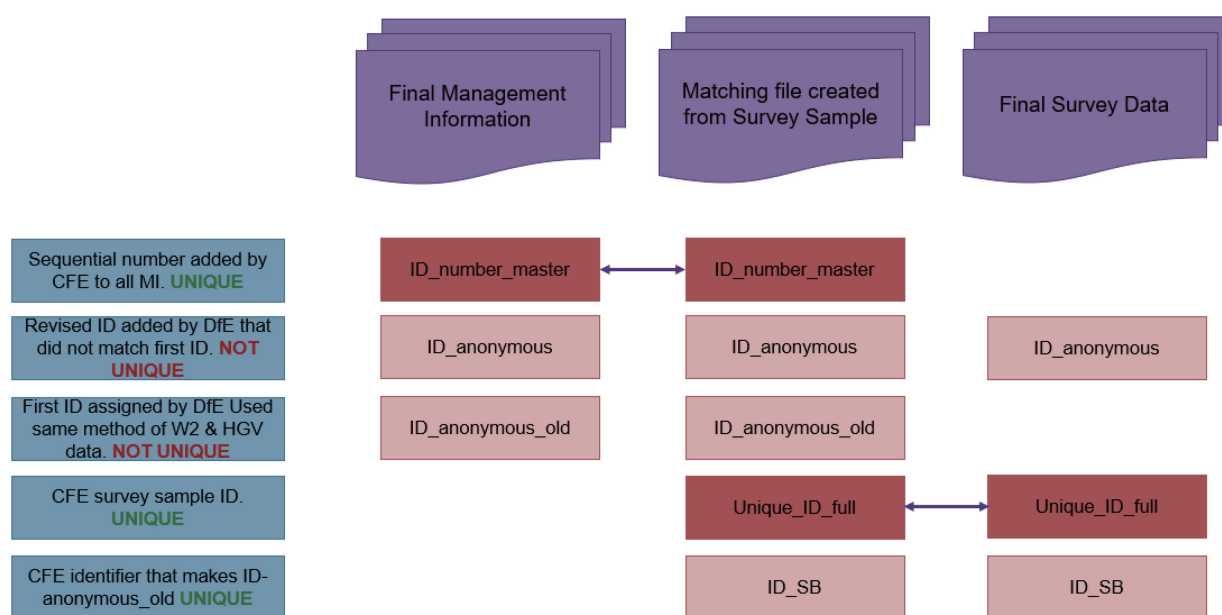 Final Management
Information
Matching file created
from Survey Sample
Final Survey Data
Sequential number added by
CFE to all MI. UNIQUE
ID_number_master
ID_number_master
Revised ID added by DfE that
did not match first ID. NOT
UNIQUE
ID_anonymous
ID_anonymous
ID_anonymous
First ID assigned by DfE Used
same method of W2 & HGV
data. NOT UNIQUE
ID_anonymous_old
ID_anonymous_old
CFE survey sample ID.
UNIQUE
Unique_ID_full
Unique_ID_full
CFE identifier that makes ID-
anonymous_old UNIQUE
ID_SB
ID_SB